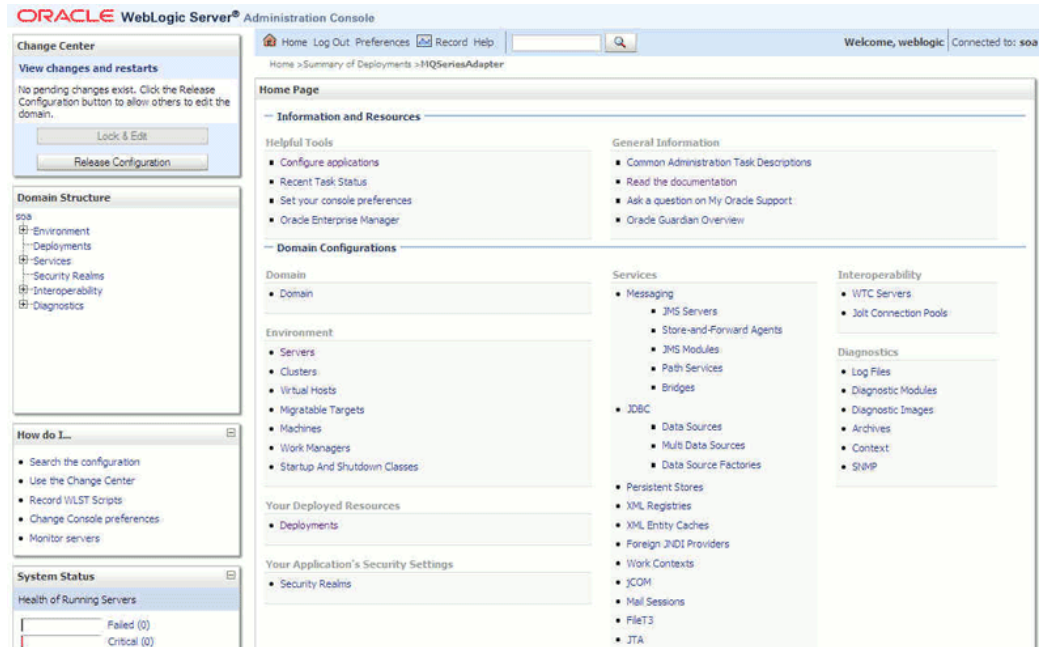 ORACLE WebLogic Server® Administration Console
Change Center
View changes and restarts
No pending changes exist. Click the Release
Configuration button to allow others to edit the
domain.
Lock & Edit
Release Configuration
Domain Structure
soa
Environment
Deployments
Services
Security Realms
Interoperability
Diagnostics
How do I...
Search the configuration
Use the Change Center
Record WLST Scripts
Change Console preferences
Monitor servers
System Status
Health of Running Servers
Failed (0)
Critical (0)
Home Log Out Preferences Record Help
Welcome, weblogic Connected to: soa
Home >Summary of Deployments >MQSeriesAdapter
Home Page
Information and Resources
Helpful Tools
Configure applications
Recent Task Status
Set your console preferences
Oracle Enterprise Manager
General Information
Common Administration Task Descriptions
Read the documentation
Ask a question on My Oracle Support
Oracle Guardian Overview
Domain Configurations
Domain
Domain
Environment
Servers
Clusters
Virtual Hosts
Migratable Targets
Machines
Work Managers
Startup And Shutdown Classes
Your Deployed Resources
Deployments
Your Application's Security Settings
Security Realms
Services
Messaging
JMS Servers
Store-and-Forward Agents
JMS Modules
Path Services
Bridges
JDBC
Data Sources
Multi Data Sources
Data Source Factories
Persistent Stores
XML Registries
XML Entity Caches
Foreign JNDI Providers
Work Contexts
jCOM
Mail Sessions
FileT3
JTA
Interoperability
WTC Servers
Jolt Connection Pools
Diagnostics
Log Files
Diagnostic Modules
Diagnostic Images
Archives
Context
SNMP